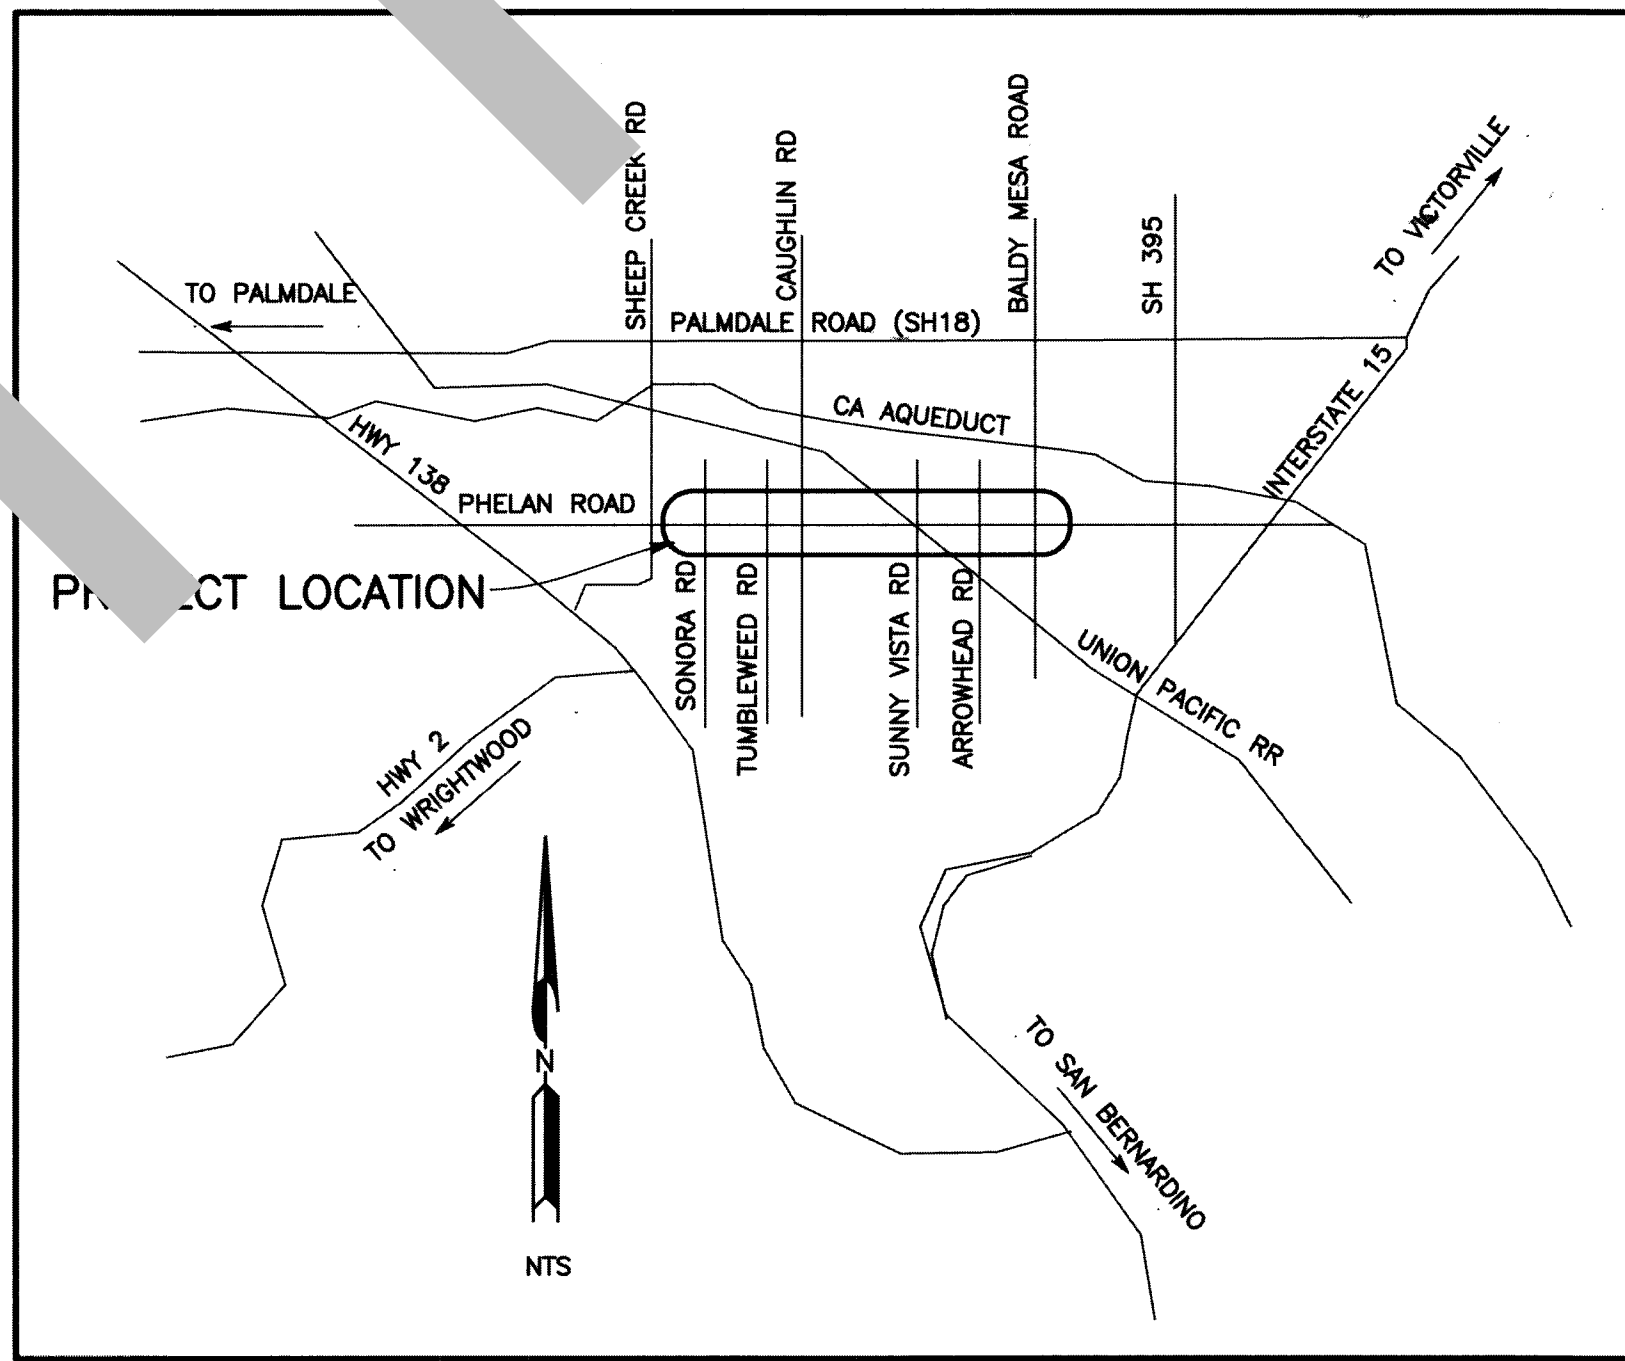 SHEEP CREEK RD
CAUGHLIN RD
BALDY MESA ROAD
SH 395
TO VICTORVILLE
TO PALMDALE
PALMDALE ROAD (SH18)
INTERSTATE 15
CA AQUEDUCT
HWY 138
PHELAN ROAD
LOCATION
SONORA RD
TUMBLEWEED RD
SUNNY VISTA RD
ARROWHEAD RD
UNION PACIFIC RR
HWY 2
TO WRIGHTWOOD
N
TO SAN BERNARDINO
NTS